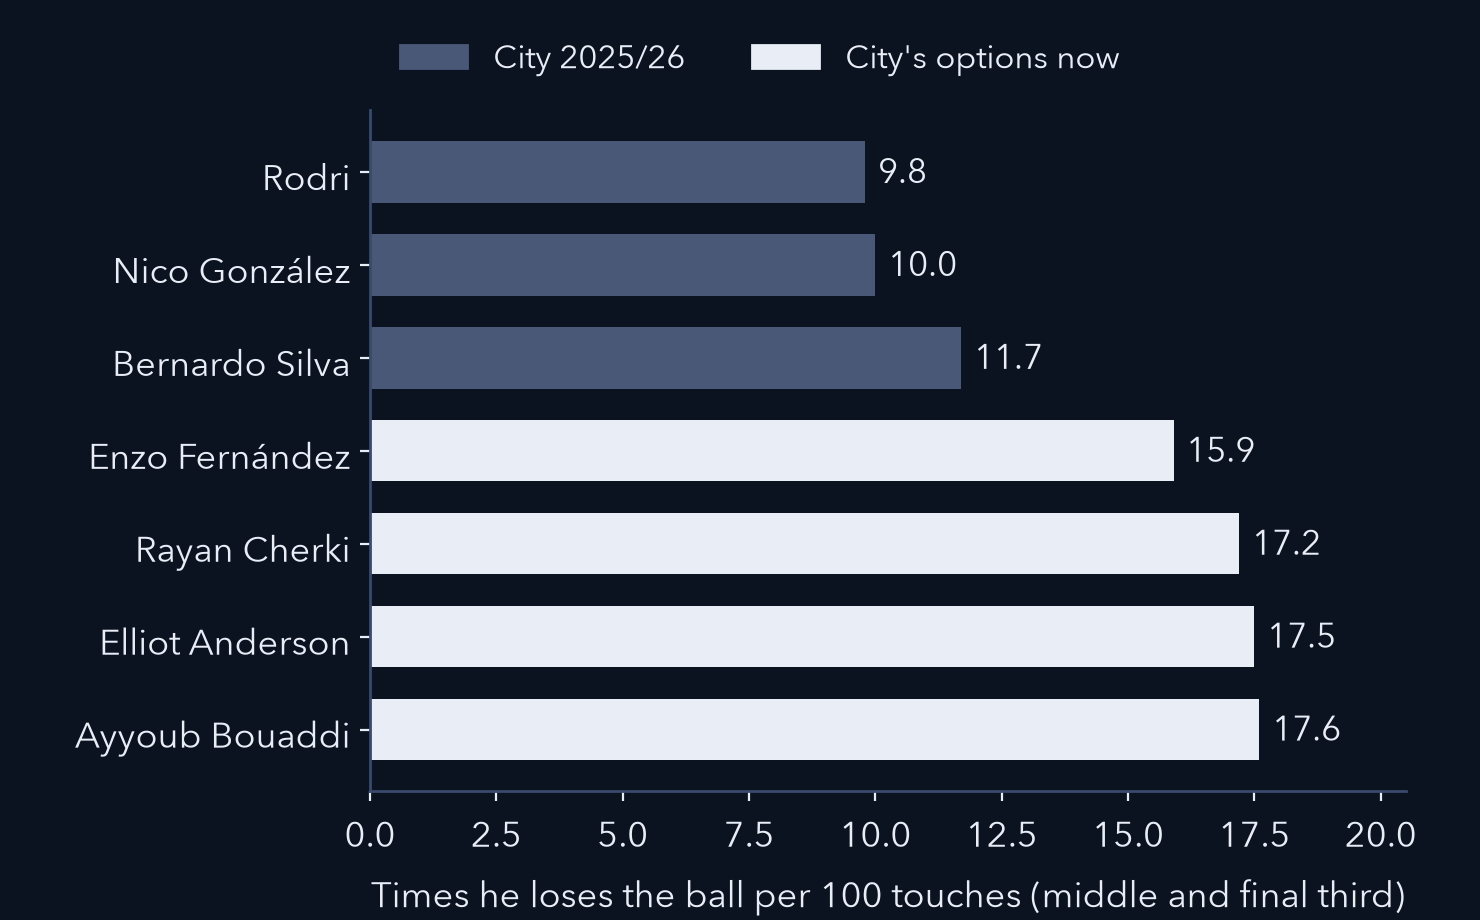 City 2025/26 City's options now
Rodri 9.8
Nico González 10.0
Bernardo Silva 11.7
Enzo Fernández 15.9
Rayan Cherki 17.2
Elliot Anderson 17.5
Ayyoub Bouaddi 17.6
0.0 2.5 5.0 7.5 10.0 12.5 15.0 17.5 20.0
Times he loses the ball per 100 touches (middle and final third)